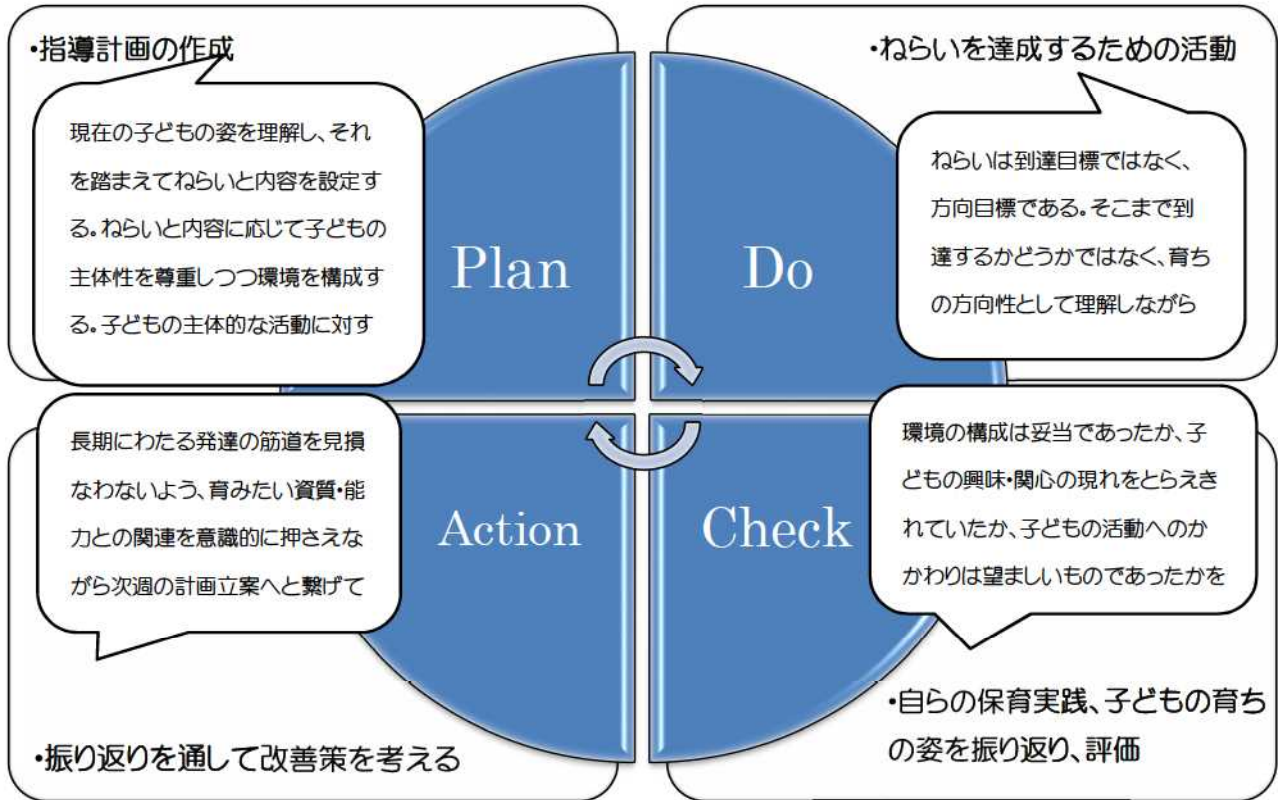 ・指導計画の作成
現在の子どもの姿を理解し、それ
を踏まえてねらいと内容を設定す
る。ねらいと内容に応じて子どもの
主体性を尊重しつつ環境を構成す
る。子どもの主体的な活動に対す
Plan
・ねらいを達成するための活動
ねらいは到達目標ではなく、
方向目標である。そこまで到
達するかどうかではなく、育ち
の方向性として理解しながら
Do
長期にわたる発達の筋道を見損
なわないよう、育みたい資質・能
力との関連を意識的に押さえな
がら次週の計画立案へと繋げて
Action
・振り返りを通して改善策を考える
環境の構成は妥当であったか、子
どもの興味・関心の現れをとらえき
れていたか、子どもの活動へのか
かわりは望ましいものであったかを
Check
・自らの保育実践、子どもの育ち
の姿を振り返り、評価